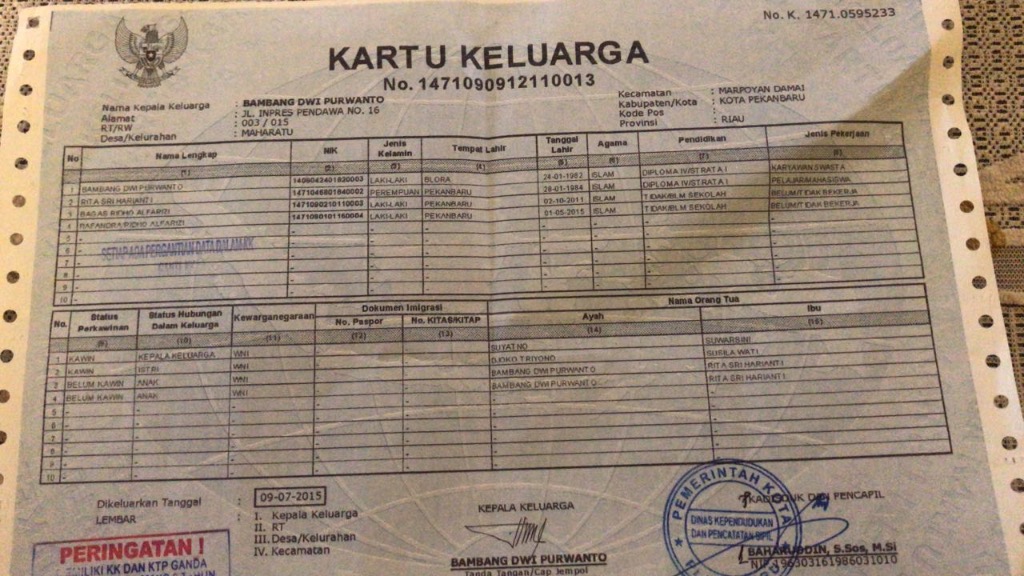 No. K. 1471.0595233
KARTU KELUARGA
No. 1471090912110013
Nama Kepala Keluarga : BAMBANG DWI PURWANTO
Alamat : JL. INPRES PENDAWA NO. 16
RT/RW : 003 / 015
Desa/Kelurahan : MAHARATU
Kecamatan : MARPOYAN DAMAI
Kabupaten/Kota : KOTA PEKANBARU
Kode Pos :
Provinsi : RIAU
No Nama Lengkap NIK Jenis Kelamin Tempat Lahir Tanggal Lahir Agama Pendidikan Jenis Pekerjaan
(1) (2) (3) (4) (5) (6) (7) (8)
1 BAMBANG DWI PURWANTO LAKI-LAKI BLORA 24-01-1982 ISLAM DIPLOMA IV/STRATA I KARYAWAN SWASTA
2 RITA SRI HARIANTI PEREMPUAN PEKANBARU 28-01-1984 ISLAM DIPLOMA IV/STRATA I PELAJAR/MAHASISWA
3 BAGAS RIDHO ALFARIZI LAKI-LAKI PEKANBARU 03-10-2011 ISLAM TIDAK/BLM SEKOLAH BELUM/TIDAK BEKERJA
4 RAFANDRA RIDHO ALFARIZI LAKI-LAKI PEKANBARU 01-05-2015 ISLAM TIDAK/BLM SEKOLAH BELUM/TIDAK BEKERJA
5 -
6 -
7 -
8 -
9 -
10 -
SETIAP ADA PERGANTIAN DATA DALAM KK
No. Status Perkawinan Status Hubungan Dalam Keluarga Kewarganegaraan Dokumen Imigrasi Nama Orang Tua
No. Paspor No. KITAS/KITAP Ayah Ibu
(9) (10) (11) (12) (13) (14) (15)
1 KAWIN KEPALA KELUARGA WNI SUYATNO SUWARSINI
2 KAWIN ISTRI WNI DJOKO TRIYONO SUSILA WATI
3 BELUM KAWIN ANAK WNI BAMBANG DWI PURWANTO RITA SRI HARIANTI
4 BELUM KAWIN ANAK WNI BAMBANG DWI PURWANTO RITA SRI HARIANTI
5 -
6 -
7 -
8 -
9 -
10 -
Dikeluarkan Tanggal : 09-07-2015
LEMBAR : I. Kepala Keluarga
II. RT
III. Desa/Kelurahan
IV. Kecamatan
KEPALA KELUARGA
BAMBANG DWI PURWANTO
Tanda Tangan/Cap Jempol
PENCAPIL
PEMERINTAH KOTA
DINAS KEPENDUDUKAN
DAN PENCATATAN SIPIL
BAHARUDDIN, S.Sos, M.Si
NIP 196303161986031010
PERINGATAN !
MILIKI KK DAN KTP GANDA